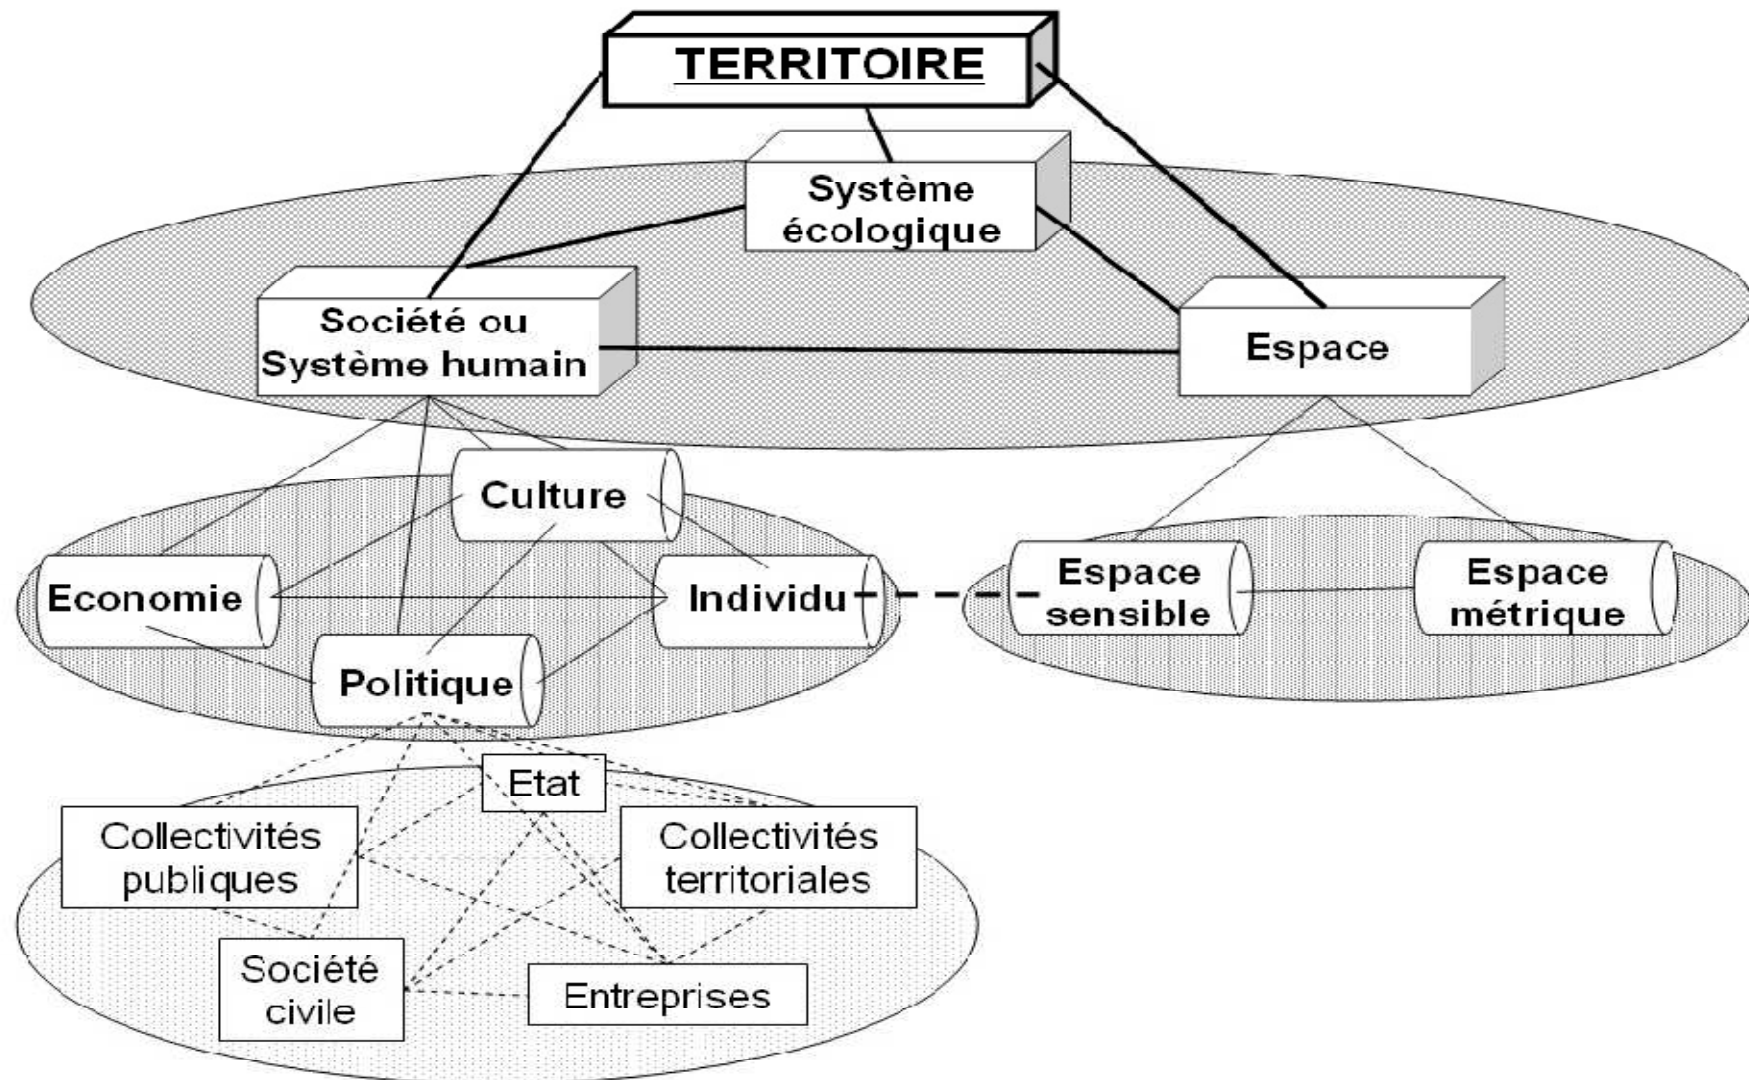 TERRITOIRE
Système
écologique
Société ou
Système humain
Espace
Culture
Economie
Individu
Politique
Espace
sensible
Espace
métrique
Etat
Collectivités
publiques
Collectivités
territoriales
Société
civile
Entreprises